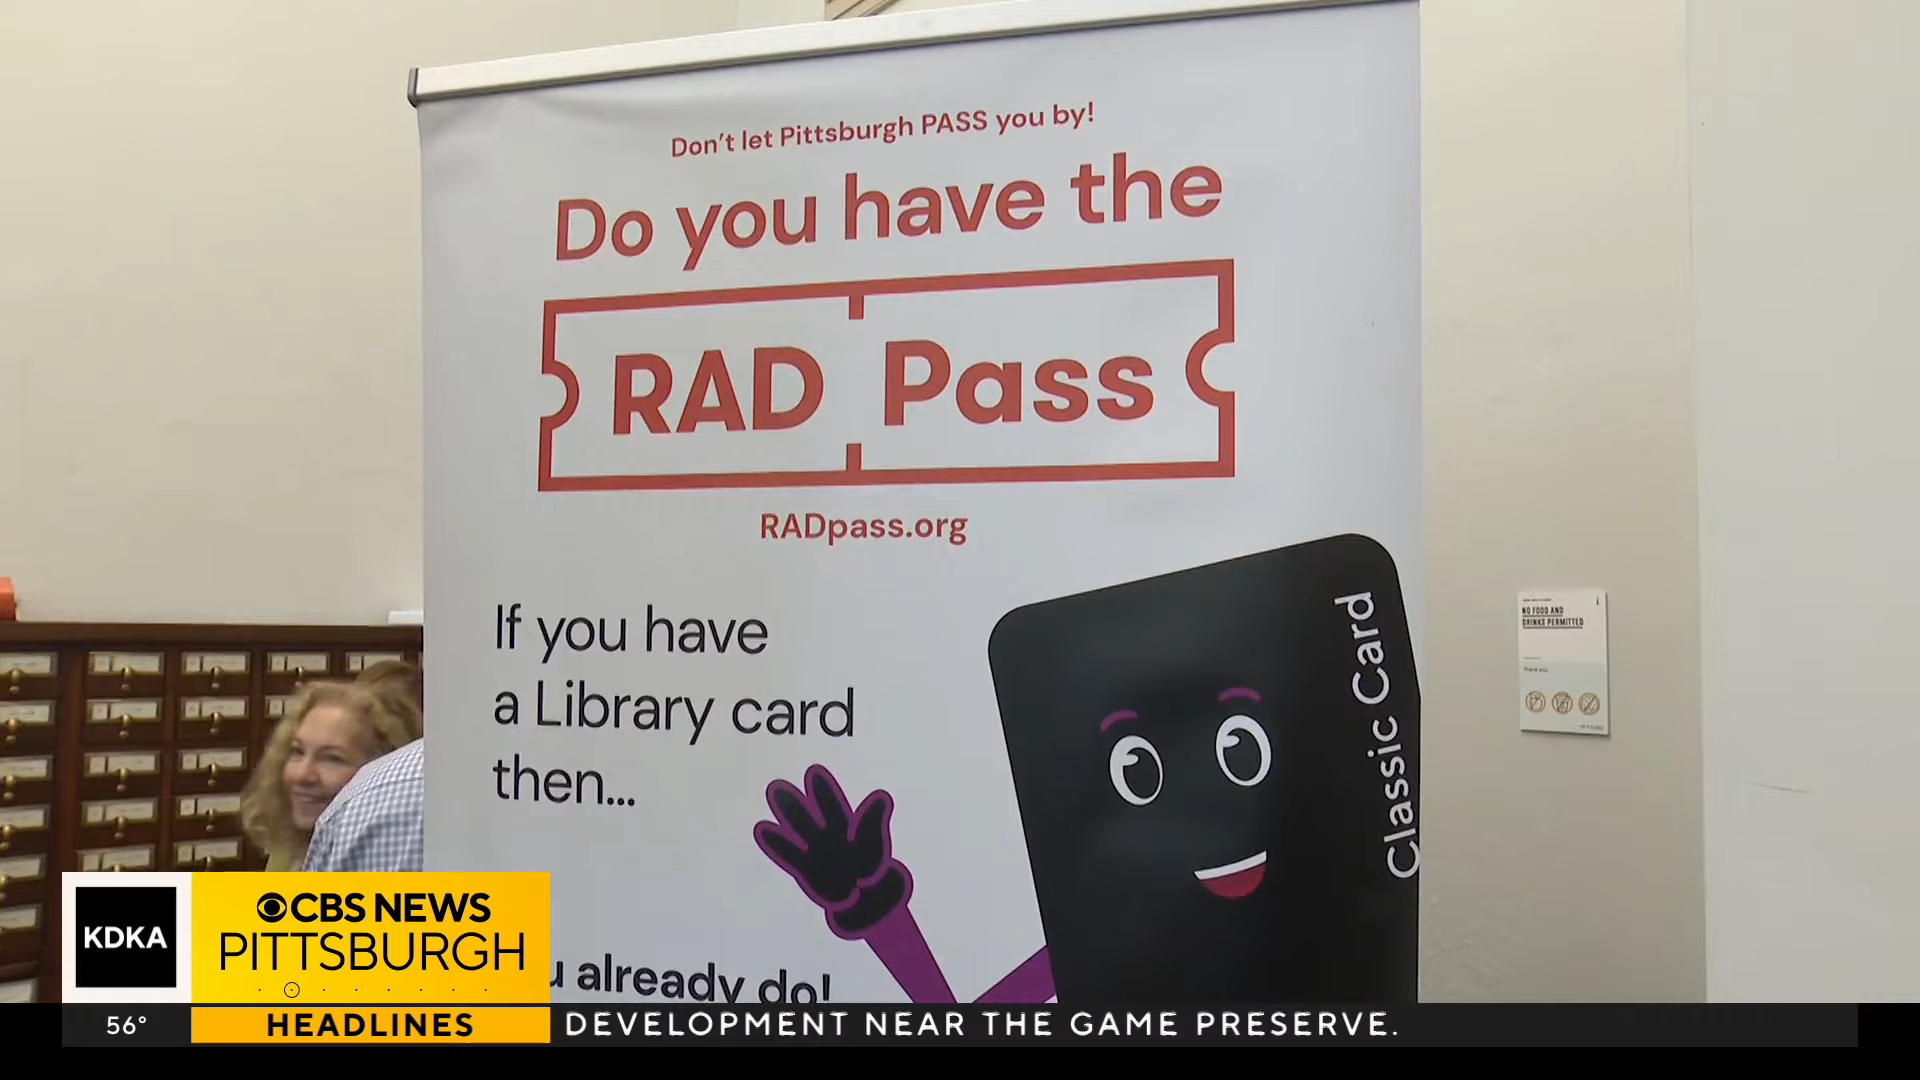 Don't let Pittsburgh PASS you by!
Do you have the
RAD Pass
RADpass.org
If you have
a Library card
then...
u already do!
Classic Card
NO FOOD AND
DRINKS PERMITTED
Thank you
KDKA
CBS NEWS
PITTSBURGH
56°
HEADLINES
DEVELOPMENT NEAR THE GAME PRESERVE.